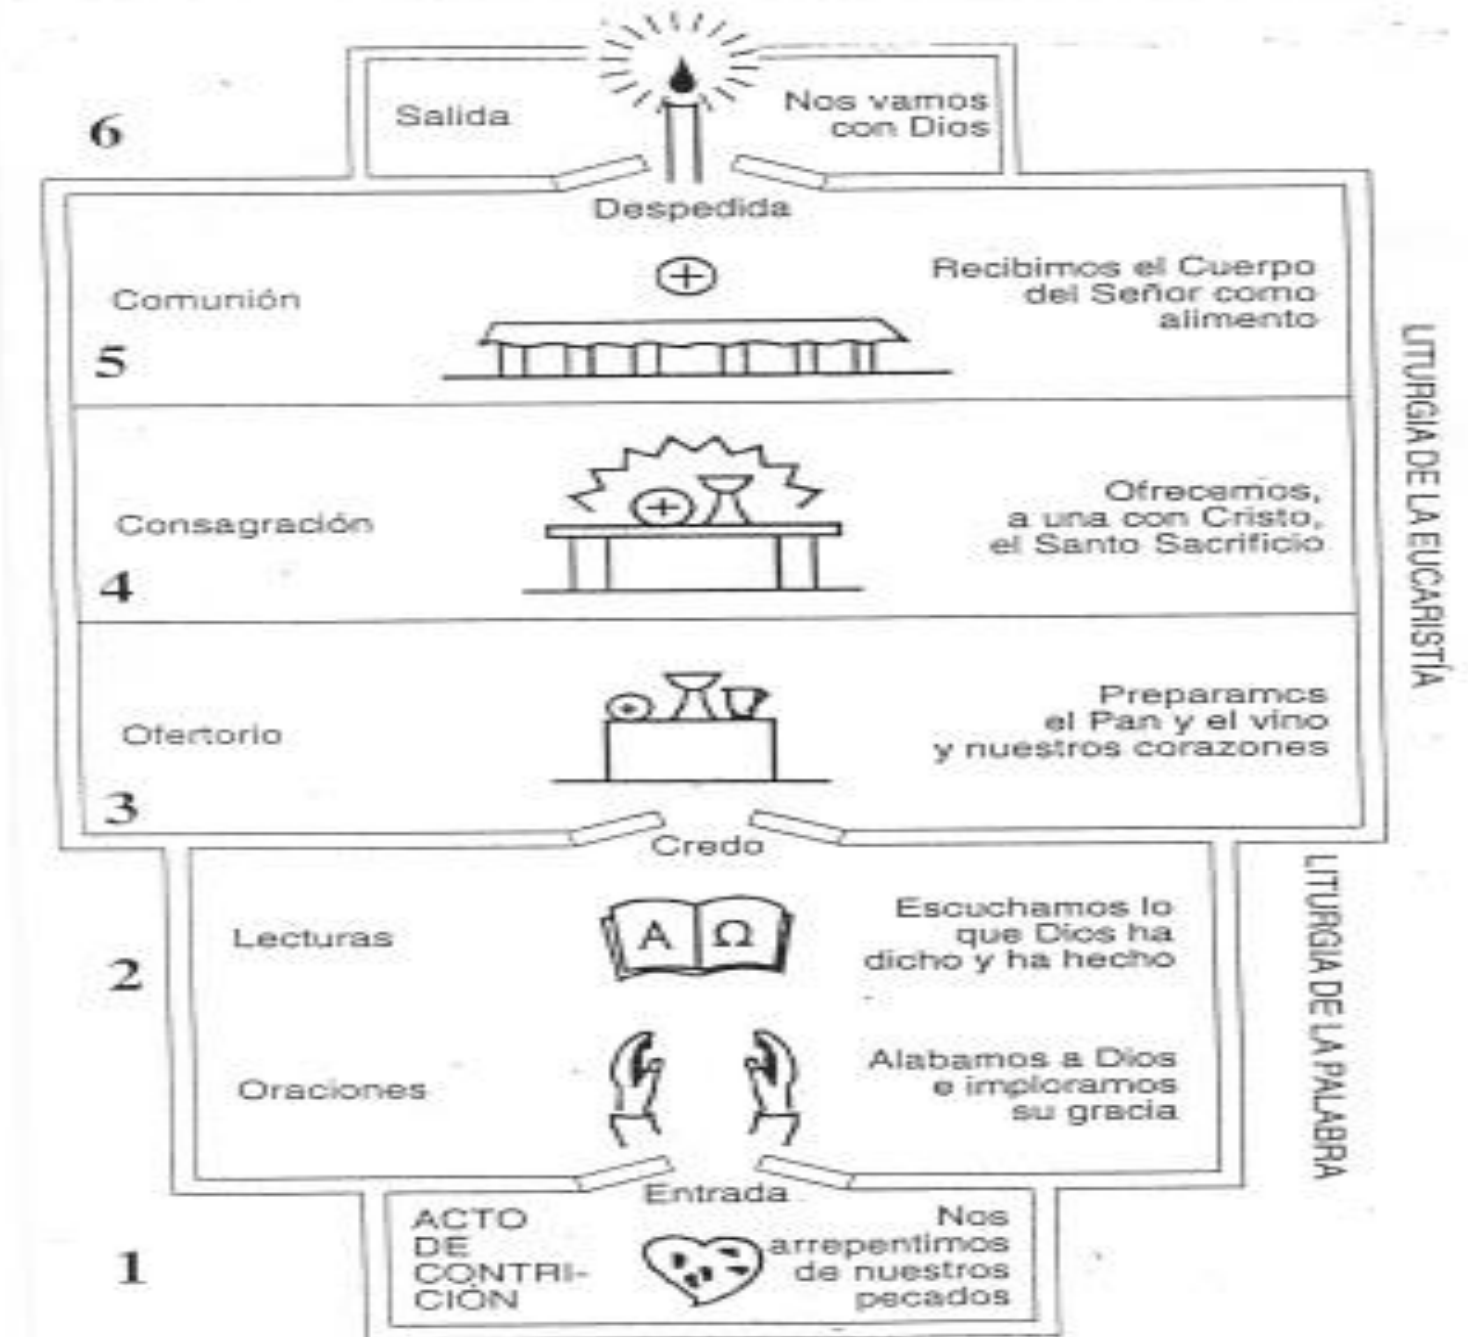 6
Salida
Nos vamos
con Dios
Despedida
Comunión
5
Recibimos el Cuerpo
del Señor como
alimento
Consagración
4
Ofrecemos,
a una con Cristo,
el Santo Sacrificio
Ofertorio
3
Preparamos
el Pan y el vino
y nuestros corazones
LITURGIA DE LA EUCARISTÍA
Credo
Lecturas
2
Α Ω
Escuchamos lo
que Dios ha
dicho y ha hecho
Oraciones
Alabamos a Dios
e imploramos
su gracia
LITURGIA DE LA PALABRA
Entrada
1
ACTO
DE
CONTRI-
CIÓN
Nos
arrepentimos
de nuestros
pecados